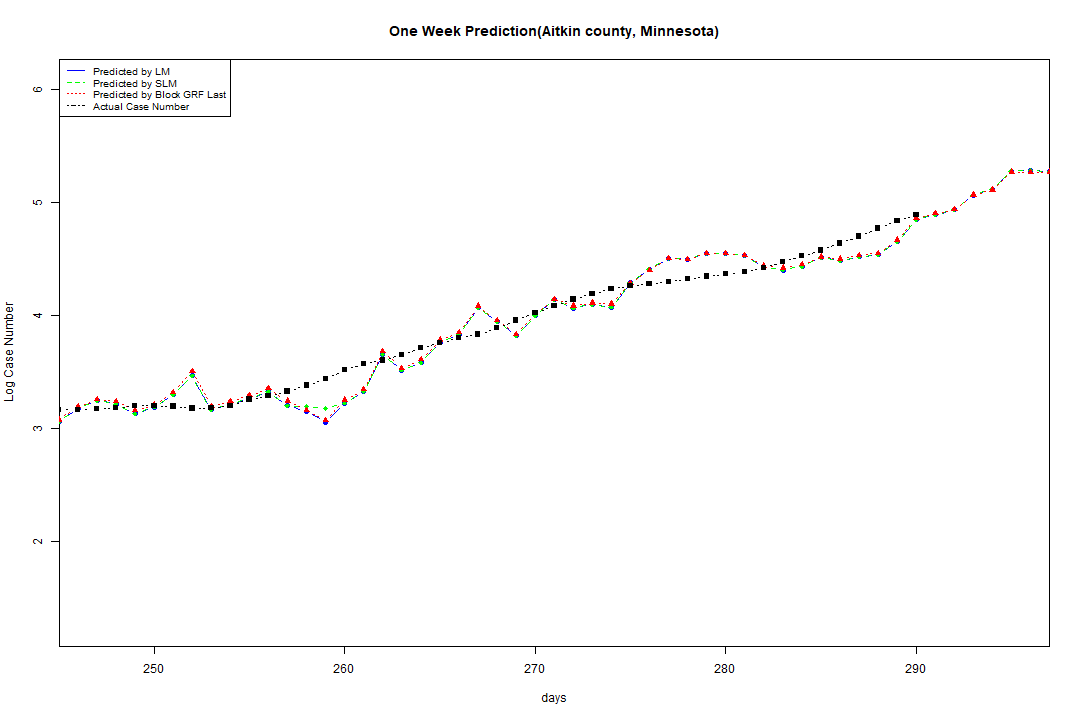 One Week Prediction(Aitkin county, Minnesota)
Predicted by LM
Predicted by SLM
Predicted by Block GRF Last
Actual Case Number
6
5
4
3
2
Log Case Number
250 260 270 280 290
days